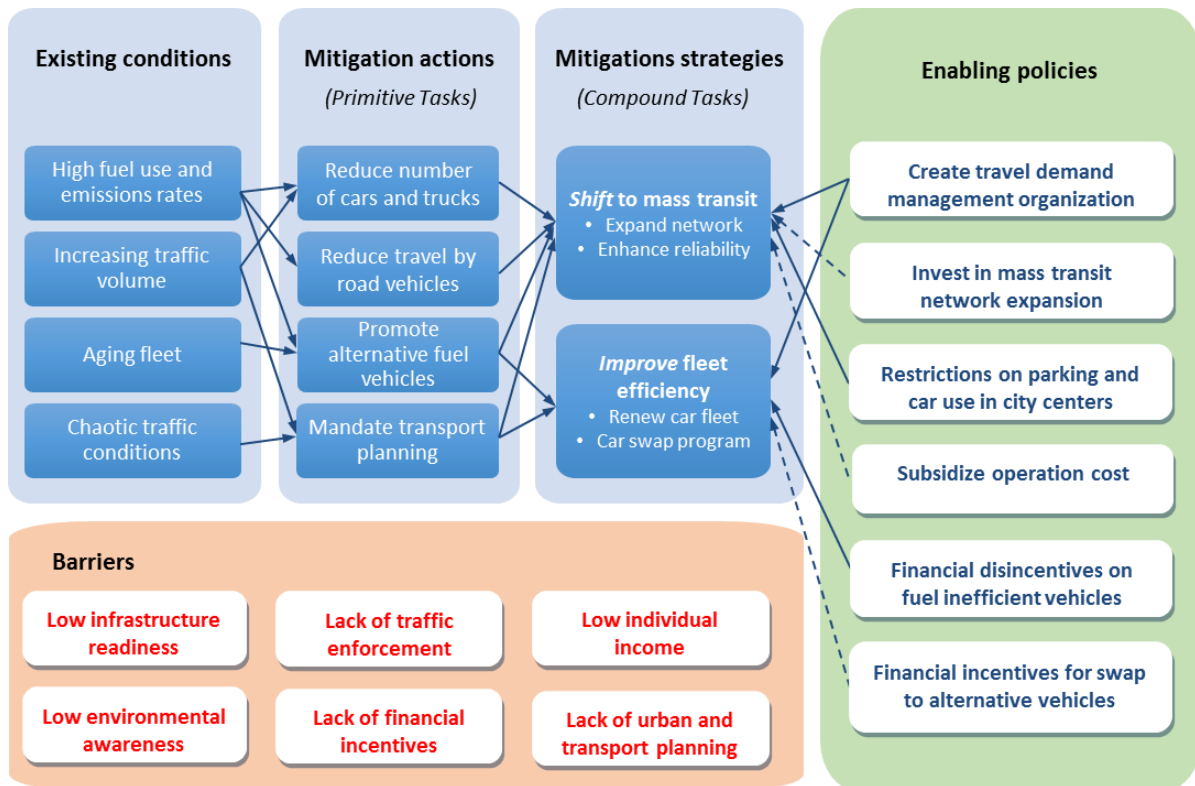 Existing conditions
Mitigation actions
(Primitive Tasks)
Mitigations strategies
(Compound Tasks)
Enabling policies
High fuel use and
emissions rates
Increasing traffic
volume
Aging fleet
Chaotic traffic
conditions
Reduce number
of cars and trucks
Reduce travel by
road vehicles
Promote
alternative fuel
vehicles
Mandate transport
planning
Shift to mass transit
• Expand network
• Enhance reliability
Improve fleet
efficiency
• Renew car fleet
• Car swap program
Create travel demand
management organization
Invest in mass transit
network expansion
Restrictions on parking and
car use in city centers
Subsidize operation cost
Financial disincentives on
fuel inefficient vehicles
Financial incentives for swap
to alternative vehicles
Barriers
Low infrastructure
readiness
Lack of traffic
enforcement
Low individual
income
Low environmental
awareness
Lack of financial
incentives
Lack of urban and
transport planning